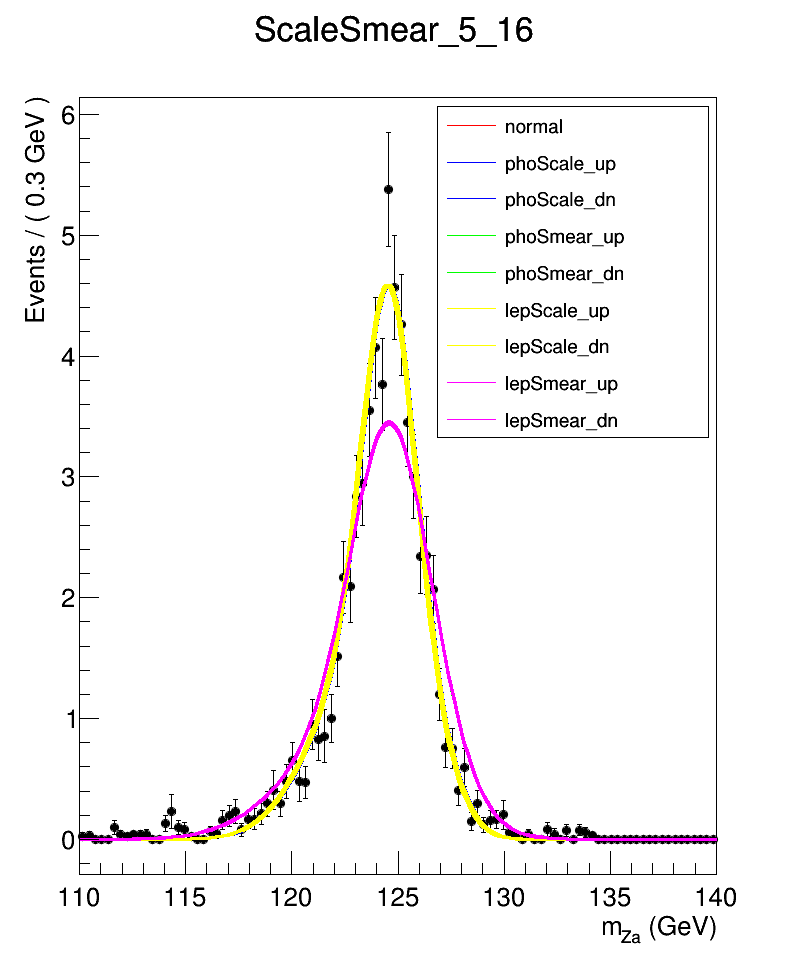 ScaleSmear_5_16
Events / ( 0.3 GeV )
6
5
4
3
2
1
0
normal
phoScale_up
phoScale_dn
phoSmear_up
phoSmear_dn
lepScale_up
lepScale_dn
lepSmear_up
lepSmear_dn
110 115 120 125 130 135 140
m_Za (GeV)